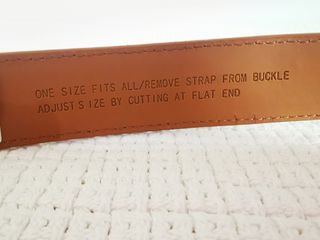 ONE SIZE FITS ALL/REMOVE STRAP FROM BUCKLE
ADJUST SIZE BY CUTTING AT FLAT END